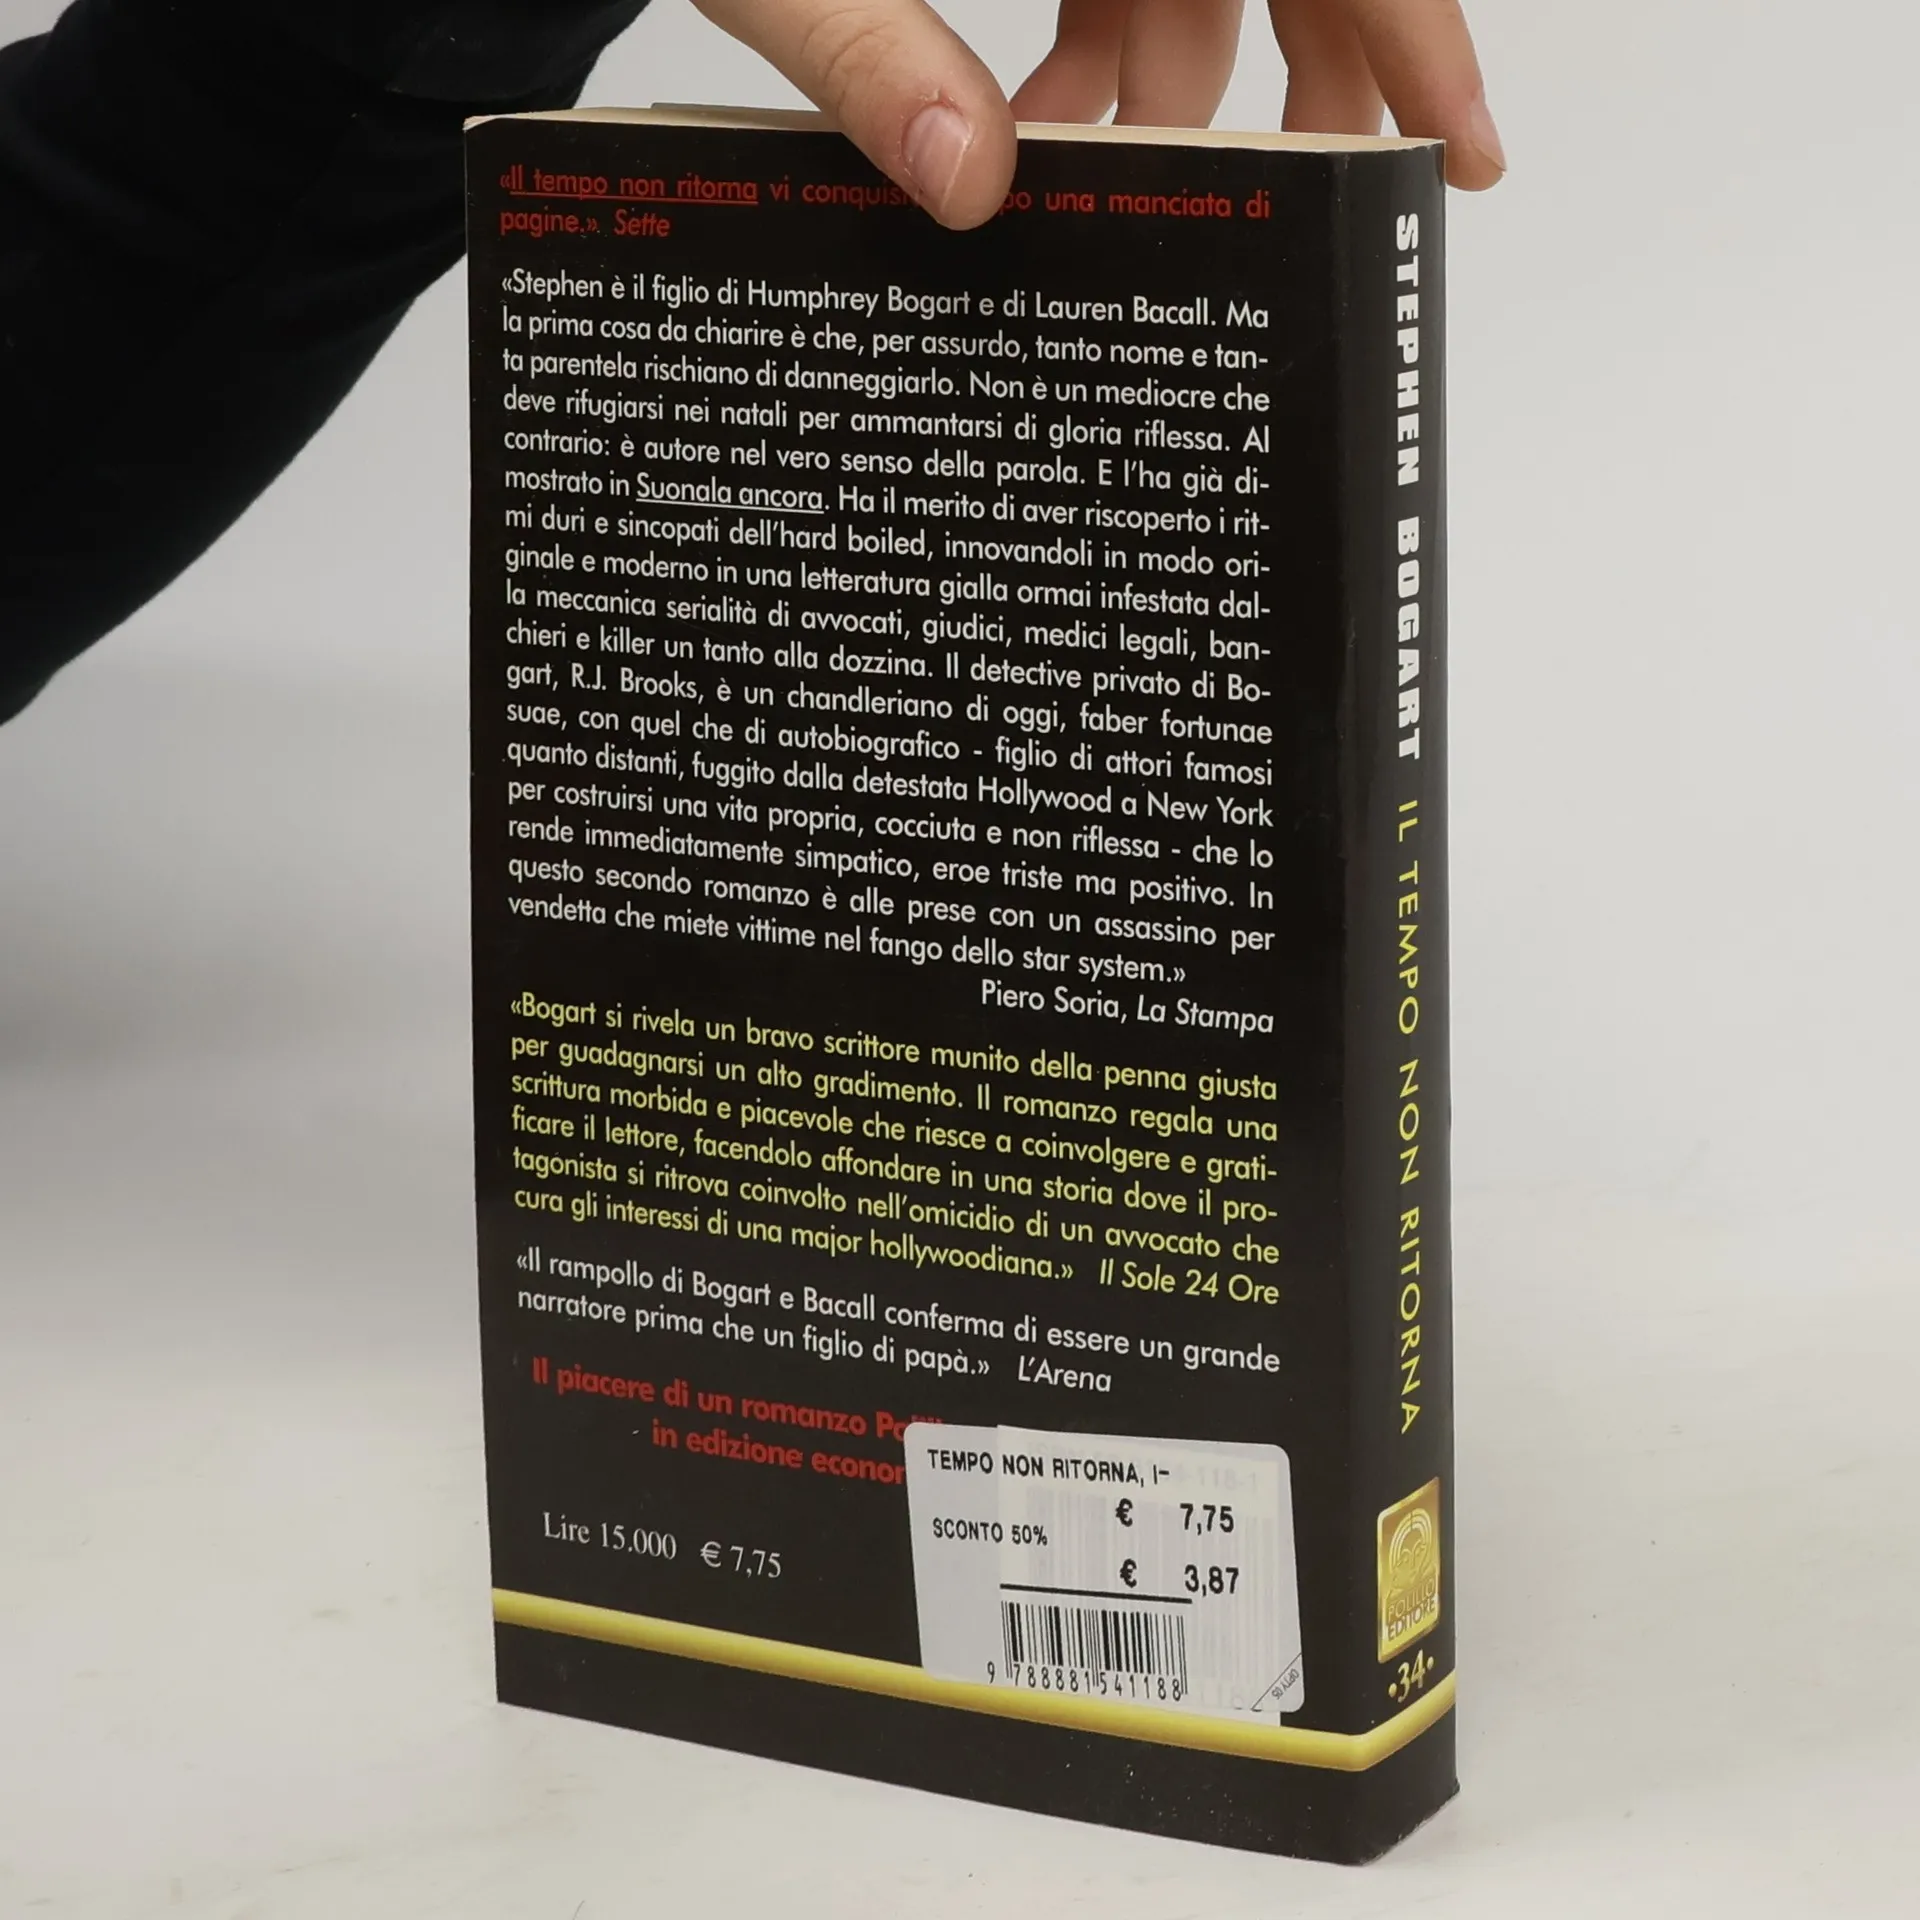 «Il tempo non ritorna vi una manciata di
pagine.» Sette
«Stephen è il figlio di Humphrey Bogart e di Lauren Bacall. Ma
la prima cosa da chiarire è che, per assurdo, tanto nome e tan-
ta parentela rischiano di danneggiarlo. Non è un mediocre che
deve rifugiarsi nei natali per ammantarsi di gloria riflessa. Al
contrario: è autore nel vero senso della parola. E l'ha già di-
mostrato in Suonala ancora. Ha il merito di aver riscoperto i rit-
mi duri e sincopati dell'hard boiled, innovandoli in modo ori-
ginale e moderno in una letteratura gialla ormai infestata dal-
la meccanica serialità di avvocati, giudici, medici legali, ban-
chieri e killer un tanto alla dozzina. Il detective privato di Bo-
gart, R.J. Brooks, è un chandleriano di oggi, faber fortunae
suae, con quel che di autobiografico - figlio di attori famosi
quanto distanti, fuggito dalla detestata Hollywood a New York
per costruirsi una vita propria, cocciuta e non riflessa - che lo
rende immediatamente simpatico, eroe triste ma positivo. In
questo secondo romanzo è alle prese con un assassino per
vendetta che miete vittime nel fango dello star system.»
Piero Soria, La Stampa
«Bogart si rivela un bravo scrittore munito della penna giusta
per guadagnarsi un alto gradimento. Il romanzo regala una
scrittura morbida e piacevole che riesce a coinvolgere e grati-
ficare il lettore, facendolo affondare in una storia dove il pro-
tagonista si ritrova coinvolto nell'omicidio di un avvocato che
cura gli interessi di una major hollywoodiana.» Il Sole 24 Ore
«Il rampollo di Bogart e Bacall conferma di essere un grande
narratore prima che un figlio di papà.» L'Arena
Il piacere di un romanzo
in edizione
Lire 15.000 € 7,75
TEMPO NON RITORNA, I-
€ 7,75
SCONTO 50%
€ 3,87
9 788881 541188
OPTY 05
STEPHEN BOGART IL TEMPO NON RITORNA
POLILLO
EDITORE
•34•